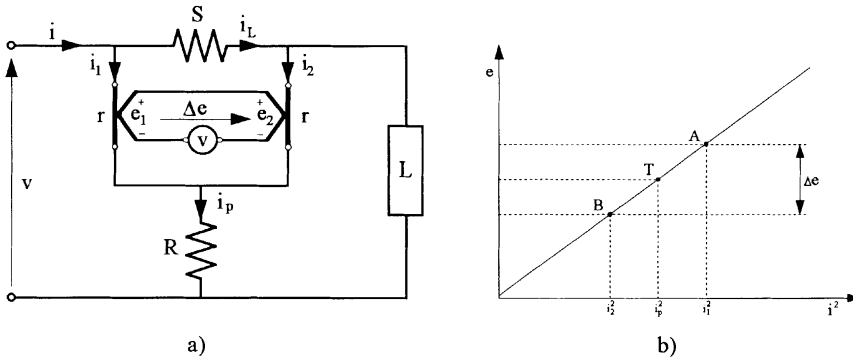 i S i_L
i_1 i_2
r e_1 + Δe + e_2 r
− v −
v L
i_p
R
a)
e
A
T Δe
B
i_2^2 i_p^2 i_1^2 i^2
b)